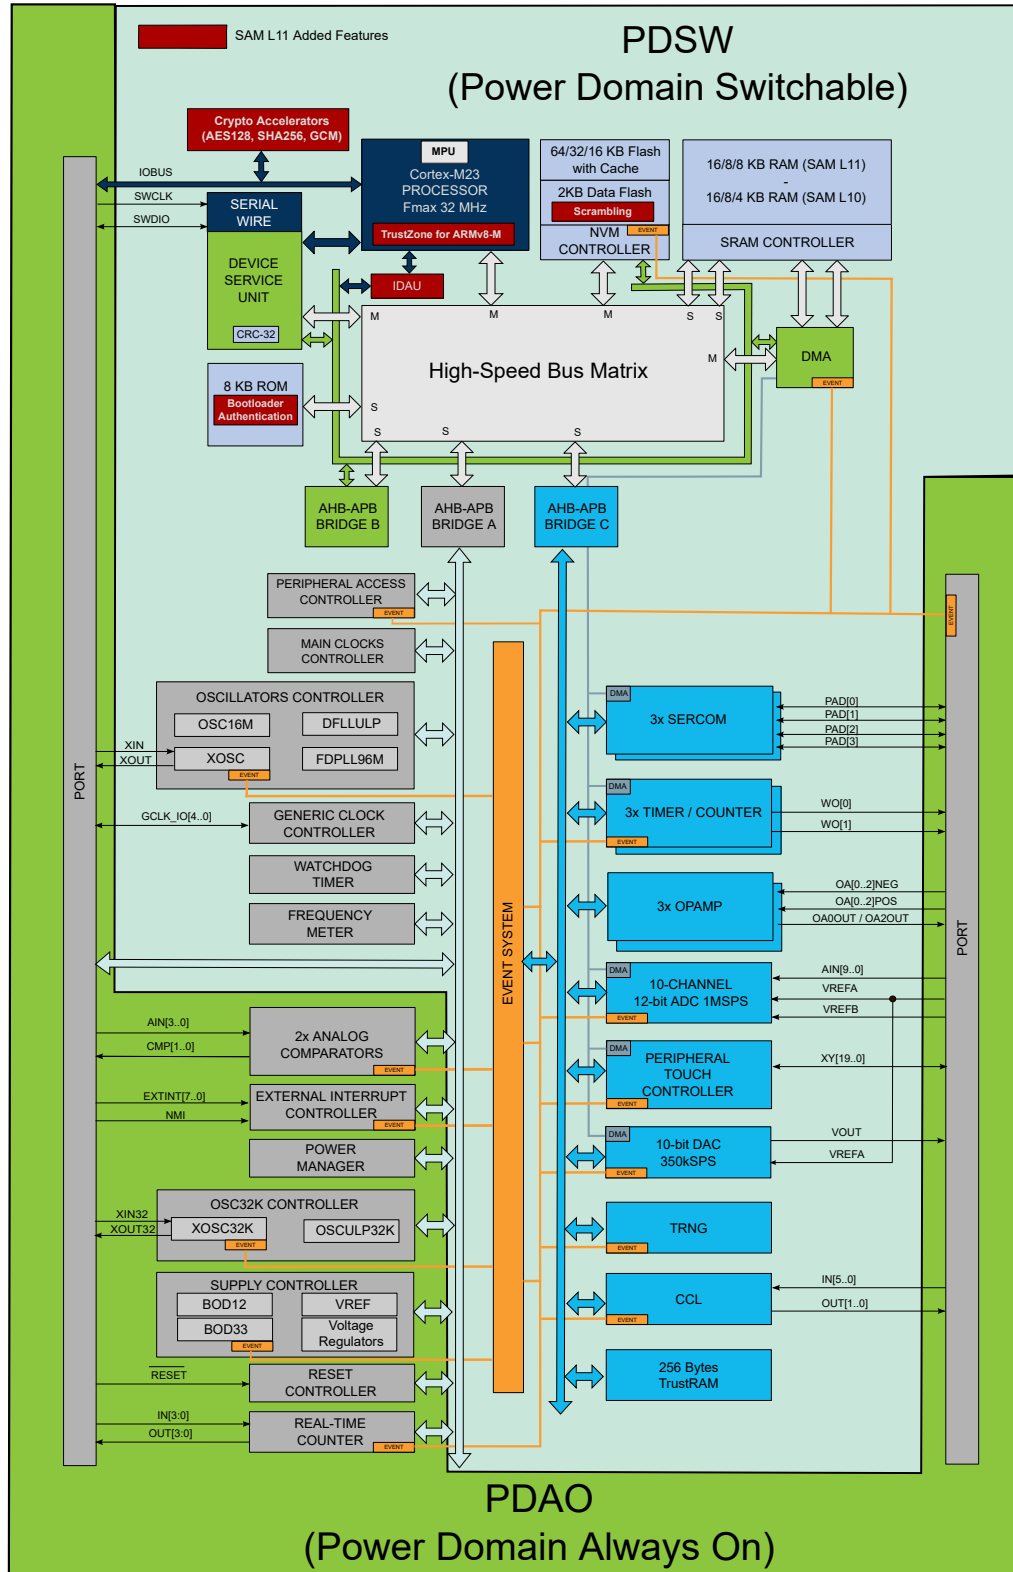 SAM L11 Added Features
PDSW
(Power Domain Switchable)
Crypto Accelerators
(AES128, SHA256, GCM)
MPU
Cortex-M23
PROCESSOR
Fmax 32 MHz
TrustZone for ARMv8-M
64/32/16 KB Flash
with Cache
2KB Data Flash
Scrambling
EVENT
NVM
CONTROLLER
16/8/8 KB RAM (SAM L11)
-
16/8/4 KB RAM (SAM L10)
SRAM CONTROLLER
IOBUS
SWCLK
SWDIO
SERIAL
WIRE
DEVICE
SERVICE
UNIT
CRC-32
IDAU
M
M
M
S
S
High-Speed Bus Matrix
M
DMA
EVENT
8 KB ROM
Bootloader
Authentication
S
S
S
S
AHB-APB
BRIDGE B
AHB-APB
BRIDGE A
AHB-APB
BRIDGE C
PORT
PERIPHERAL ACCESS
CONTROLLER
EVENT
MAIN CLOCKS
CONTROLLER
OSCILLATORS CONTROLLER
OSC16M
DFLLULP
XOSC
FDPLL96M
EVENT
XIN
XOUT
GCLK_IO[4..0]
GENERIC CLOCK
CONTROLLER
WATCHDOG
TIMER
FREQUENCY
METER
AIN[3..0]
CMP[1..0]
2x ANALOG
COMPARATORS
EVENT
EXTINT[7..0]
NMI
EXTERNAL INTERRUPT
CONTROLLER
EVENT
POWER
MANAGER
OSC32K CONTROLLER
XIN32
XOUT32
XOSC32K
OSCULP32K
EVENT
SUPPLY CONTROLLER
BOD12
VREF
BOD33
Voltage
Regulators
EVENT
RESET
RESET
CONTROLLER
IN[3:0]
OUT[3:0]
REAL-TIME
COUNTER
EVENT
EVENT SYSTEM
DMA
3x SERCOM
PAD[0]
PAD[1]
PAD[2]
PAD[3]
DMA
3x TIMER / COUNTER
EVENT
WO[0]
WO[1]
3x OPAMP
OA[0..2]NEG
OA[0..2]POS
OA0OUT / OA2OUT
DMA
10-CHANNEL
12-bit ADC 1MSPS
EVENT
AIN[9..0]
VREFA
VREFB
DMA
PERIPHERAL
TOUCH
CONTROLLER
EVENT
XY[19..0]
DMA
10-bit DAC
350kSPS
EVENT
VOUT
VREFA
TRNG
EVENT
CCL
EVENT
IN[5..0]
OUT[1..0]
256 Bytes
TrustRAM
EVENT
PORT
PDAO
(Power Domain Always On)